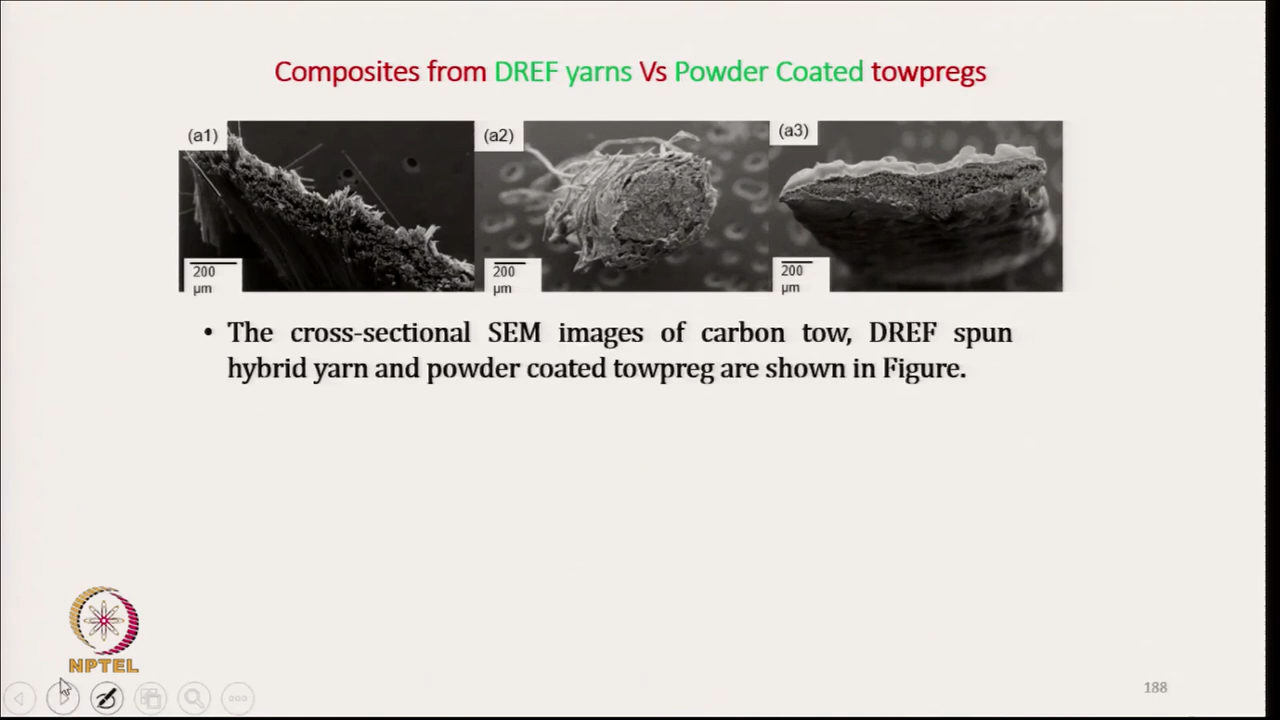 Composites from DREF yarns Vs Powder Coated towpregs
(a1)
(a2)
(a3)
200
μm
200
μm
200
μm
• The cross-sectional SEM images of carbon tow, DREF spun
hybrid yarn and powder coated towpreg are shown in Figure.
NPTEL
188